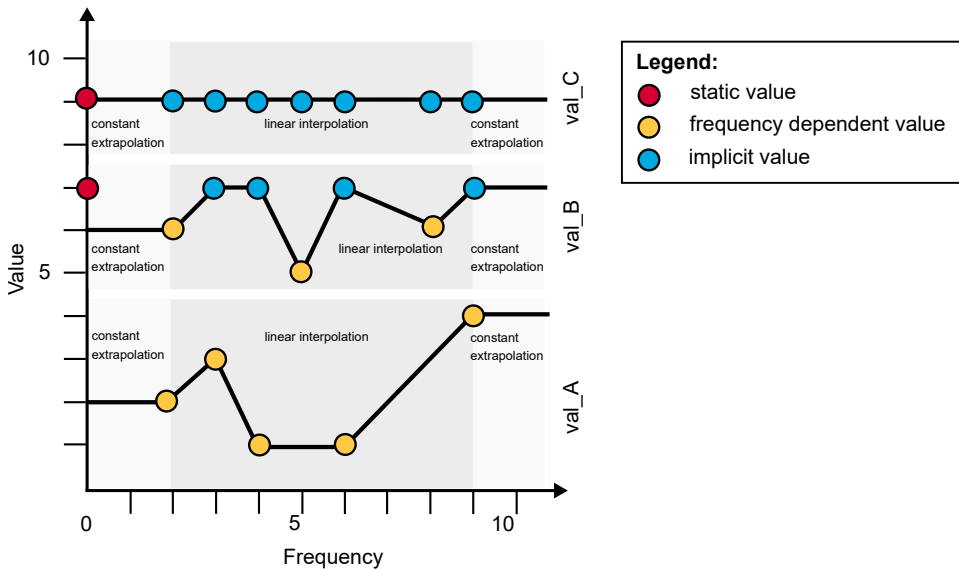 10
val_C
Legend:
static value
frequency dependent value
implicit value
constant
extrapolation
linear interpolation
constant
extrapolation
val_B
Value
constant
extrapolation
linear interpolation
constant
extrapolation
5
constant
extrapolation
linear interpolation
constant
extrapolation
val_A
0
5
10
Frequency